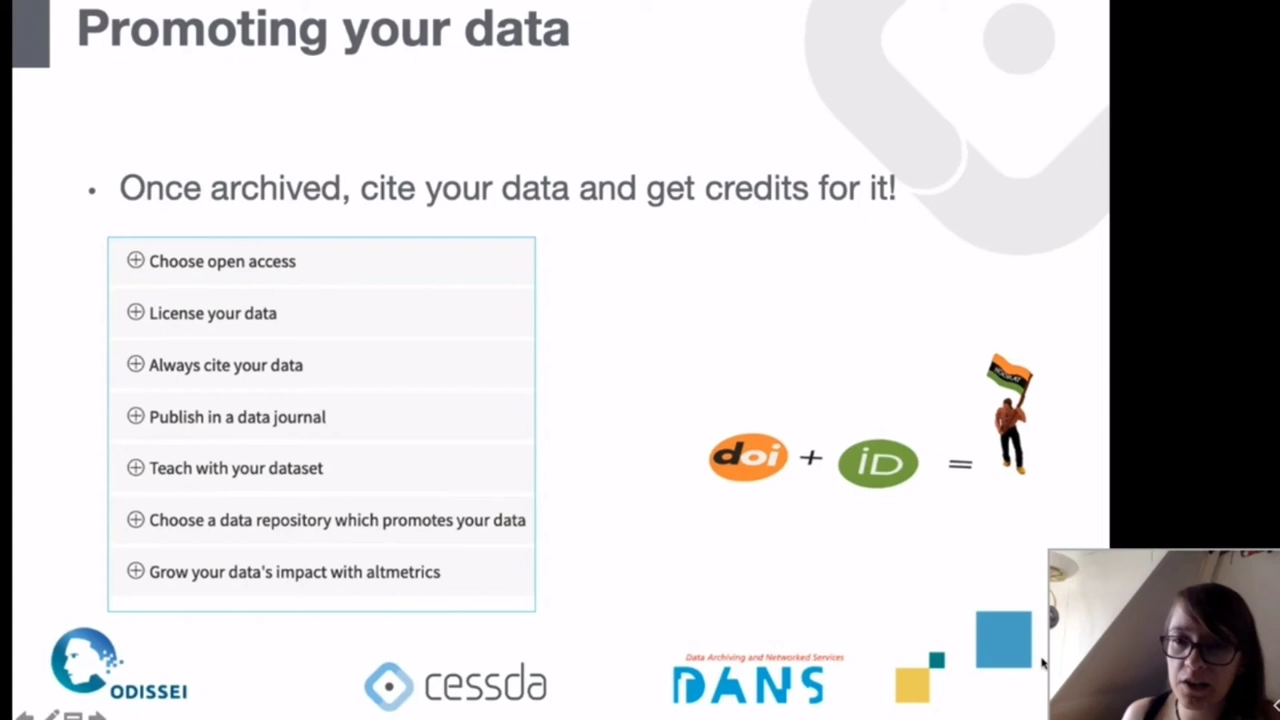 Promoting your data
• Once archived, cite your data and get credits for it!
Choose open access
License your data
Always cite your data
Publish in a data journal
Teach with your dataset
Choose a data repository which promotes your data
Grow your data's impact with altmetrics
doi + iD =
ODISSEI
cessda
Data Archiving and Networked Services
DANS